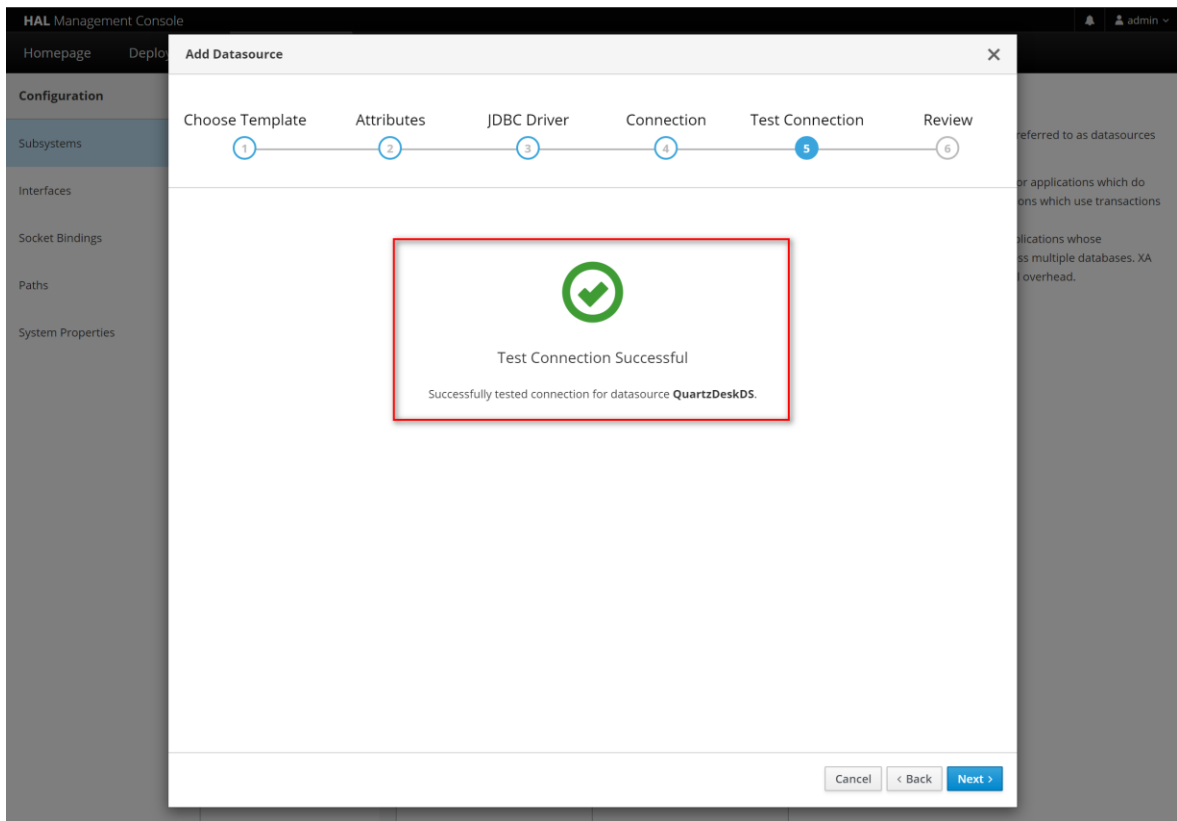 HAL Management Console
admin
Homepage
Deploy
Add Datasource
Configuration
Subsystems
Interfaces
Socket Bindings
Paths
System Properties
Choose Template
Attributes
JDBC Driver
Connection
Test Connection
Review
1
2
3
4
5
6
Test Connection Successful
Successfully tested connection for datasource QuartzDeskDS.
referred to as datasources
or applications which do
ons which use transactions
plications whose
ss multiple databases. XA
l overhead.
Cancel
< Back
Next >